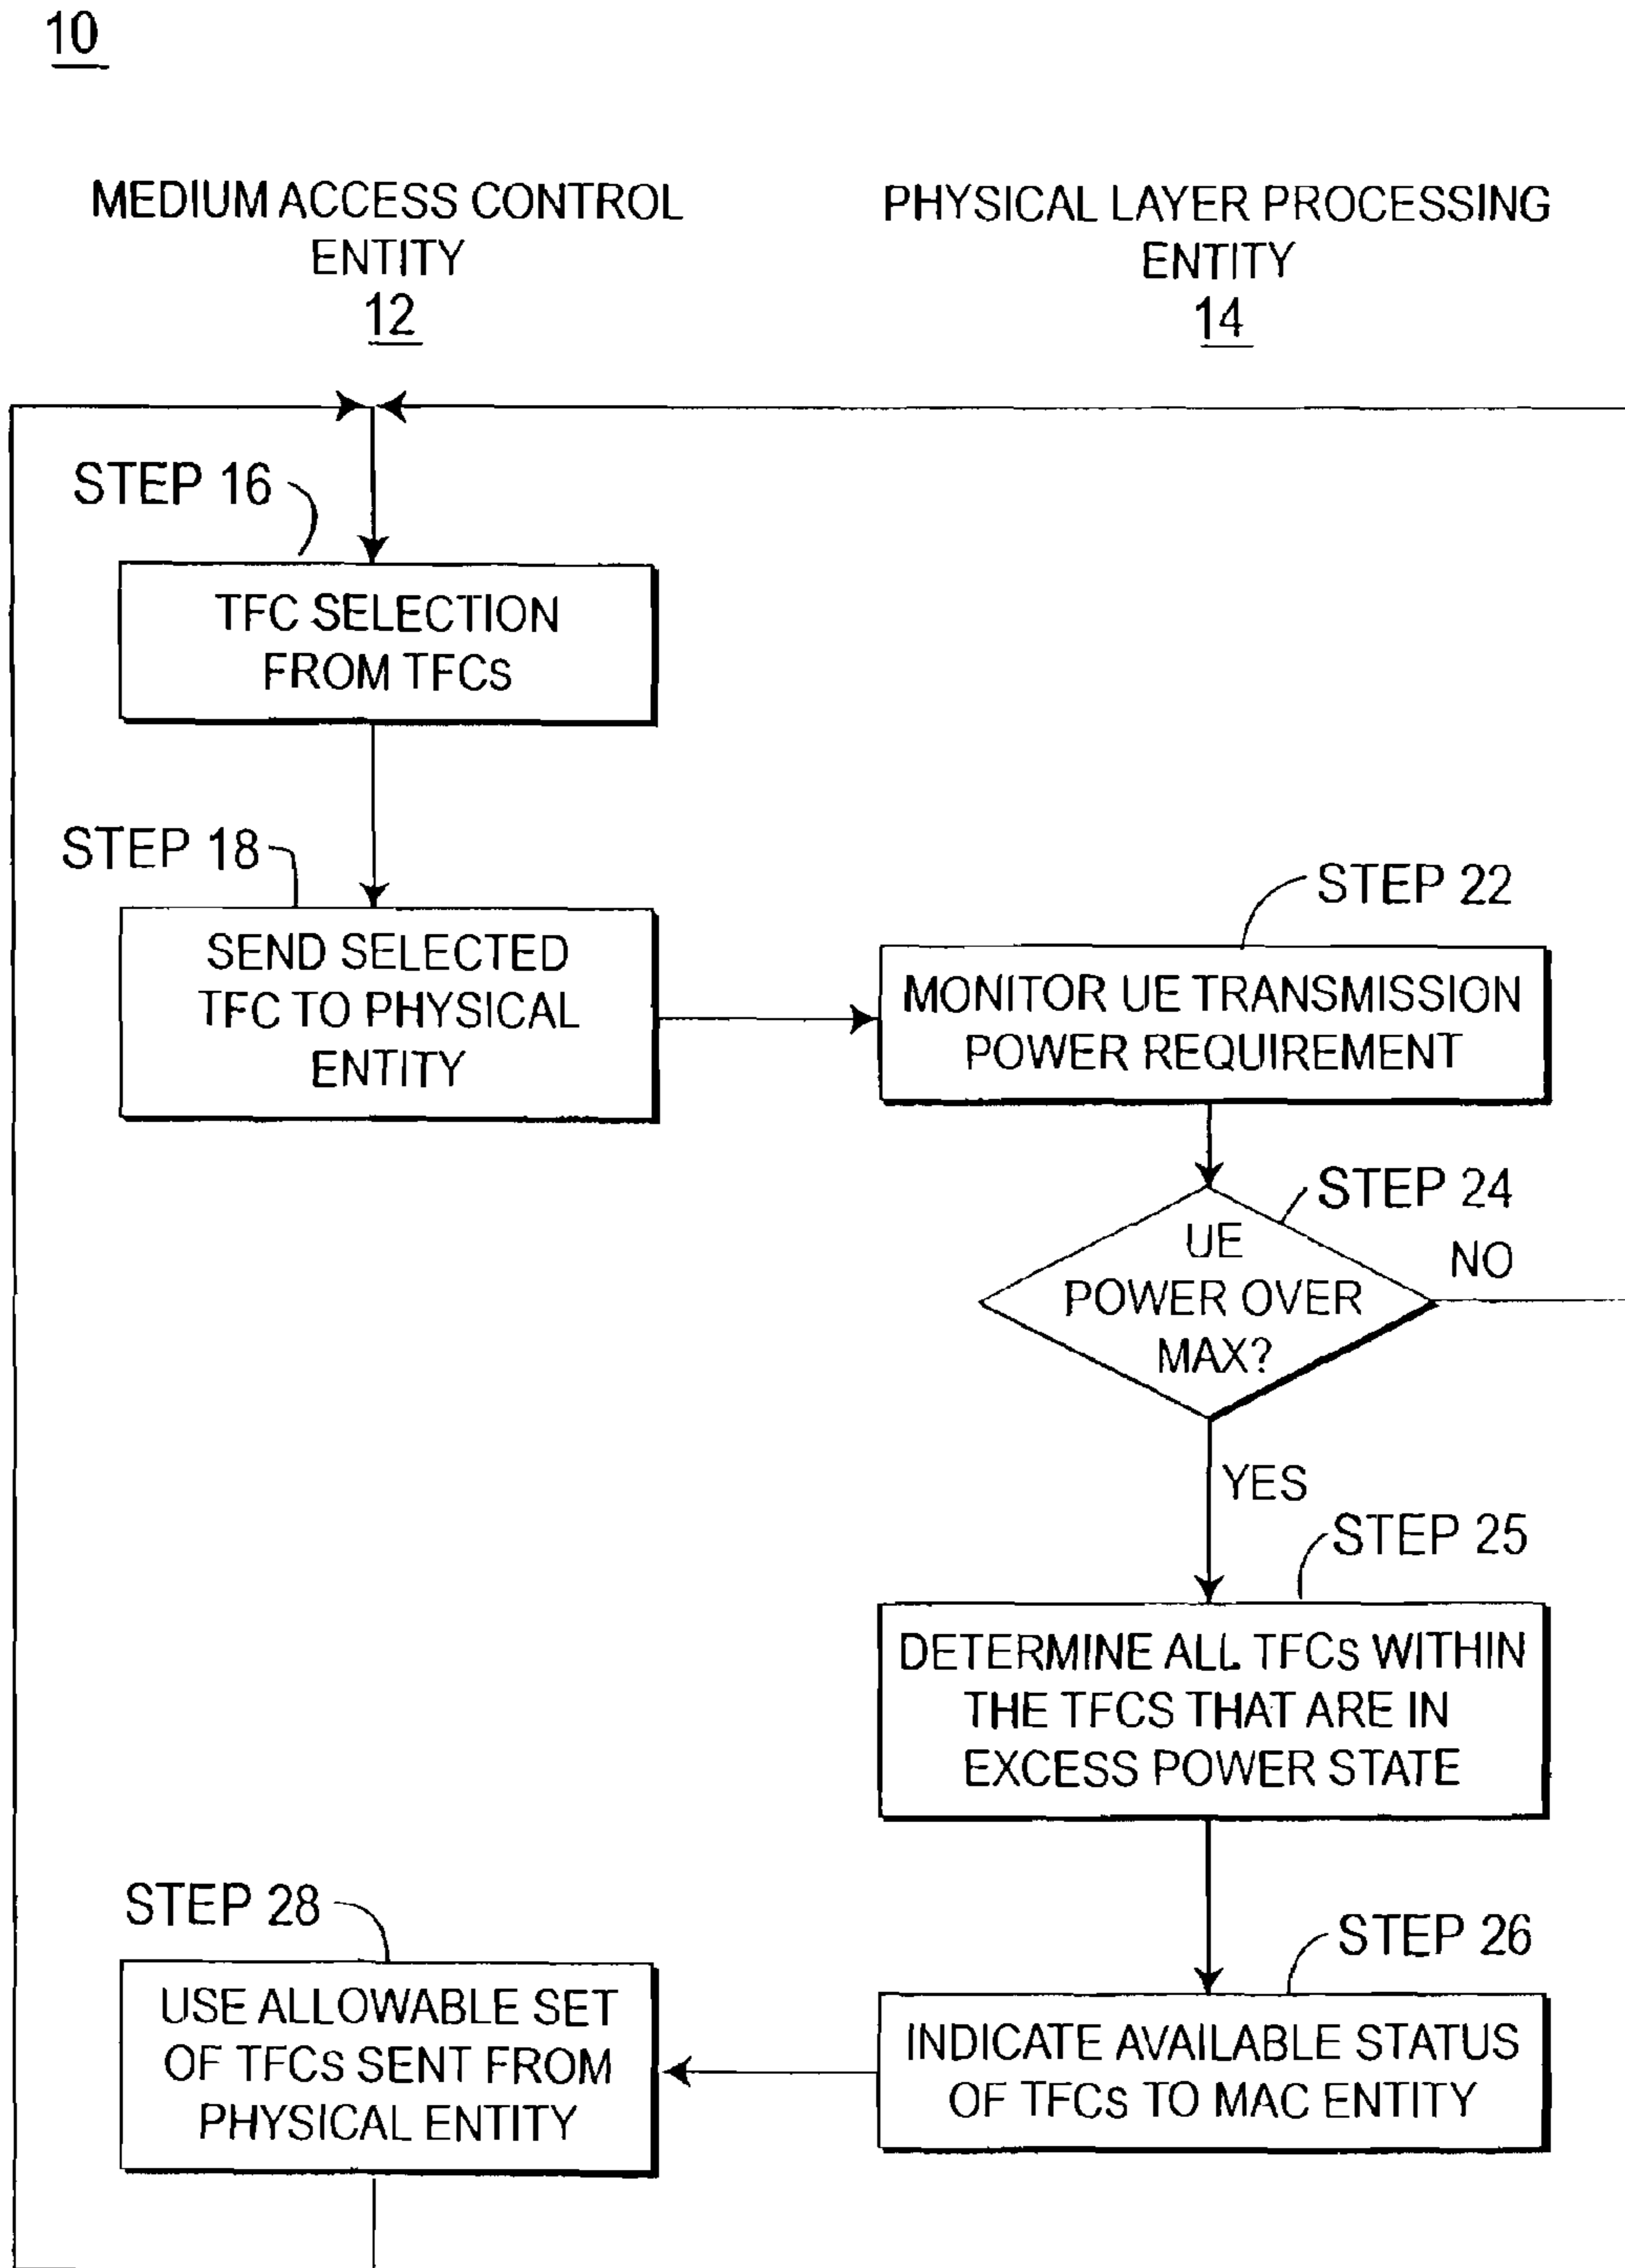 10
MEDIUM ACCESS CONTROL
ENTITY
12
PHYSICAL LAYER PROCESSING
ENTITY
14
STEP 16
TFC SELECTION
FROM TFCs
STEP 18
SEND SELECTED
TFC TO PHYSICAL
ENTITY
STEP 22
MONITOR UE TRANSMISSION
POWER REQUIREMENT
STEP 24
UE
POWER OVER
MAX?
NO
YES
STEP 25
DETERMINE ALL TFCs WITHIN
THE TFCS THAT ARE IN
EXCESS POWER STATE
STEP 26
INDICATE AVAILABLE STATUS
OF TFCs TO MAC ENTITY
STEP 28
USE ALLOWABLE SET
OF TFCs SENT FROM
PHYSICAL ENTITY